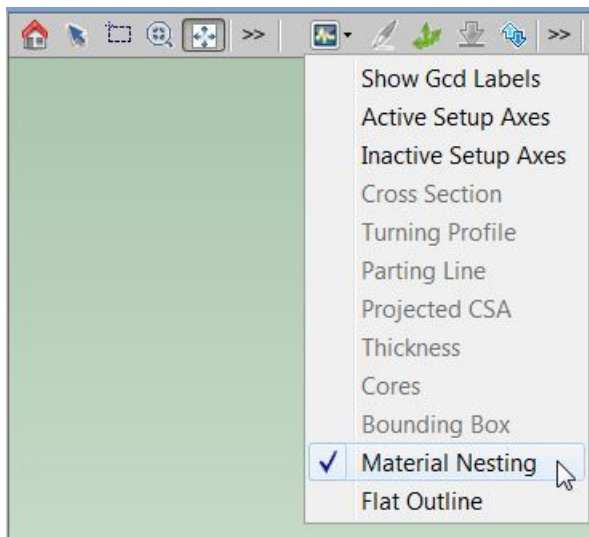 >> >>
Show Gcd Labels
Active Setup Axes
Inactive Setup Axes
Cross Section
Turning Profile
Parting Line
Projected CSA
Thickness
Cores
Bounding Box
Material Nesting
Flat Outline